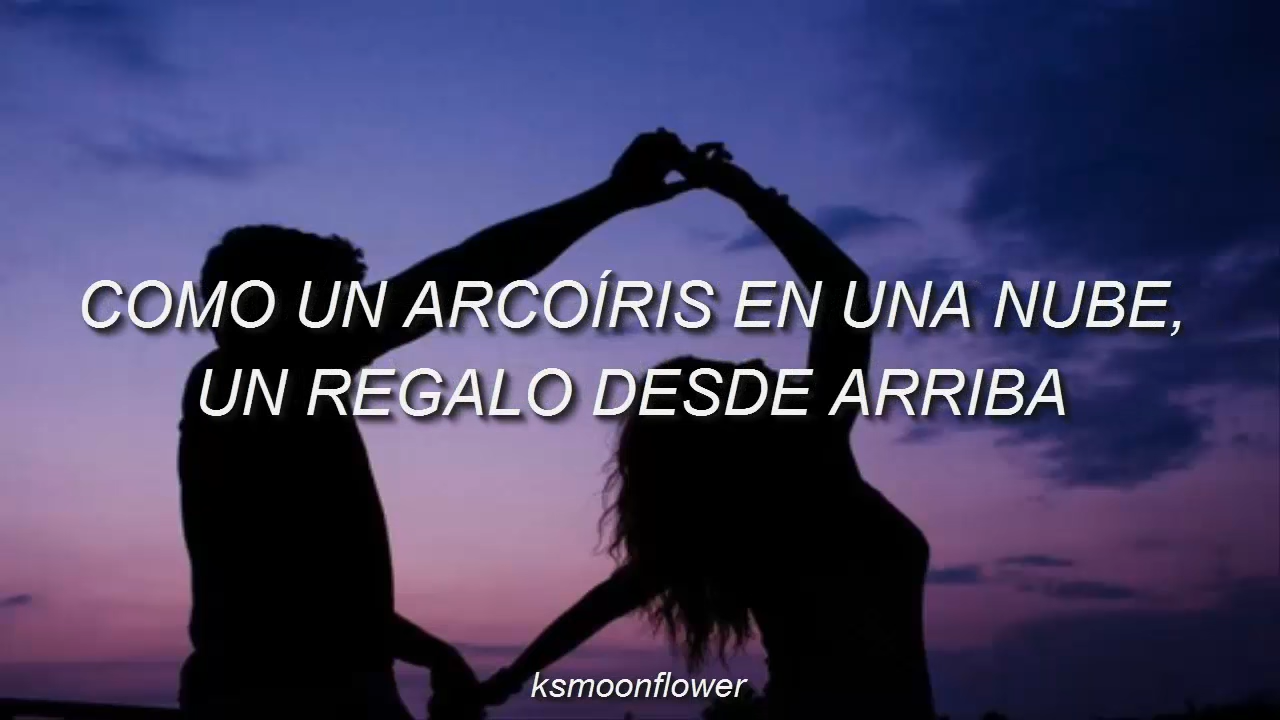 COMO UN ARCOÍRIS EN UNA NUBE,
UN REGALO DESDE ARRIBA
ksmoonflower